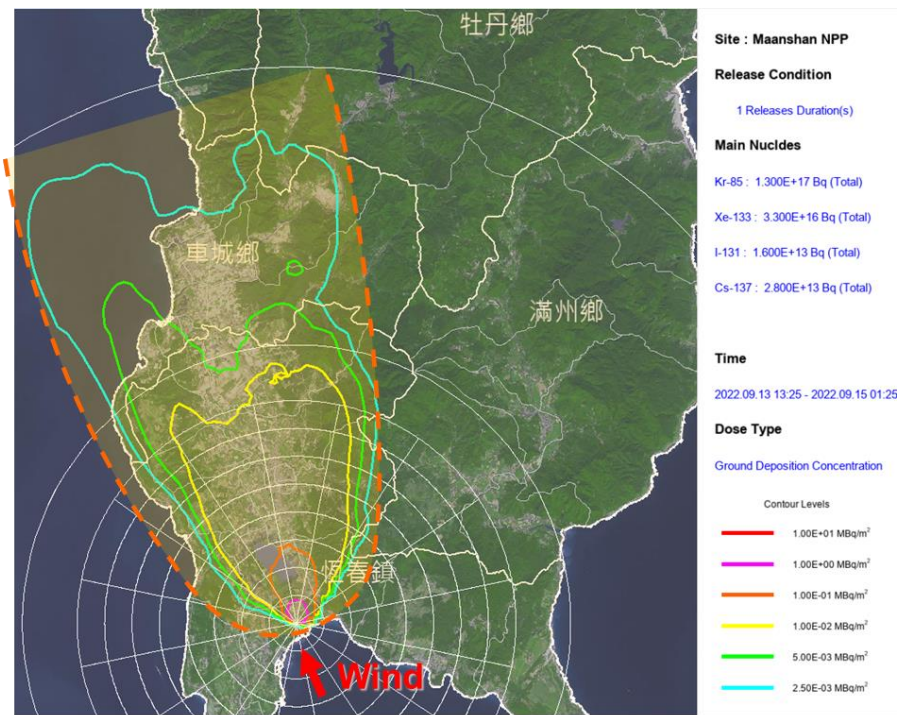 牡丹鄉
車城鄉
滿州鄉
恆春鎮
Wind
Site : Maanshan NPP
Release Condition
1 Releases Duration(s)
Main Nucldes
Kr-85 : 1.300E+17 Bq (Total)
Xe-133 : 3.300E+16 Bq (Total)
I-131 : 1.600E+13 Bq (Total)
Cs-137 : 2.800E+13 Bq (Total)
Time
2022.09.13 13:25 - 2022.09.15 01:25
Dose Type
Ground Deposition Concentration
Contour Levels
1.00E+01 MBq/m²
1.00E+00 MBq/m²
1.00E-01 MBq/m²
1.00E-02 MBq/m²
5.00E-03 MBq/m²
2.50E-03 MBq/m²